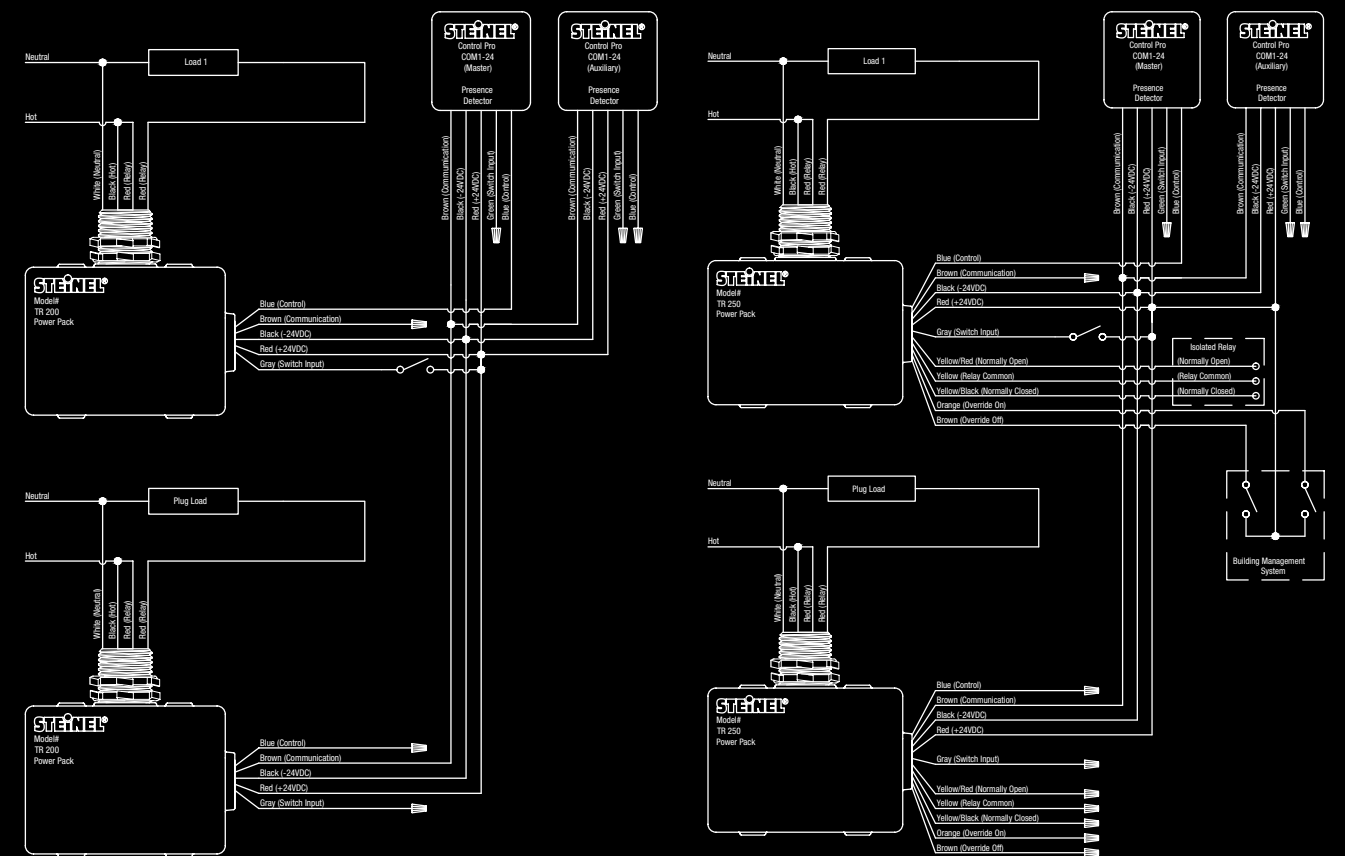 STEINEL®
Control Pro
COM1-24
(Master)
Presence
Detector
STEINEL®
Control Pro
COM1-24
(Auxiliary)
Presence
Detector
Neutral
Load 1
Hot
White (Neutral)
Black (Hot)
Red (Relay)
Red (Relay)
Brown (Communication)
Black (-24VDC)
Red (+24VDC)
Green (Switch Input)
Blue (Control)
Brown (Communication)
Black (-24VDC)
Red (+24VDC)
Green (Switch Input)
Blue (Control)
STEINEL®
Model#
TR 200
Power Pack
Blue (Control)
Brown (Communication)
Black (-24VDC)
Red (+24VDC)
Gray (Switch Input)
Neutral
Plug Load
Hot
White (Neutral)
Black (Hot)
Red (Relay)
Red (Relay)
STEINEL®
Model#
TR 200
Power Pack
Blue (Control)
Brown (Communication)
Black (-24VDC)
Red (+24VDC)
Gray (Switch Input)
STEINEL®
Control Pro
COM1-24
(Master)
Presence
Detector
STEINEL®
Control Pro
COM1-24
(Auxiliary)
Presence
Detector
Neutral
Load 1
Hot
White (Neutral)
Black (Hot)
Red (Relay)
Red (Relay)
Brown (Communication)
Black (-24VDC)
Red (+24VDC)
Green (Switch Input)
Blue (Control)
Brown (Communication)
Black (-24VDC)
Red (+24VDC)
Green (Switch Input)
Blue (Control)
STEINEL®
Model#
TR 250
Power Pack
Blue (Control)
Brown (Communication)
Black (-24VDC)
Red (+24VDC)
Gray (Switch Input)
Yellow/Red (Normally Open)
Yellow (Relay Common)
Yellow/Black (Normally Closed)
Orange (Override On)
Brown (Override Off)
Isolated Relay
(Normally Open)
(Relay Common)
(Normally Closed)
Building Management
System
Neutral
Plug Load
Hot
White (Neutral)
Black (Hot)
Red (Relay)
Red (Relay)
STEINEL®
Model#
TR 250
Power Pack
Blue (Control)
Brown (Communication)
Black (-24VDC)
Red (+24VDC)
Gray (Switch Input)
Yellow/Red (Normally Open)
Yellow (Relay Common)
Yellow/Black (Normally Closed)
Orange (Override On)
Brown (Override Off)